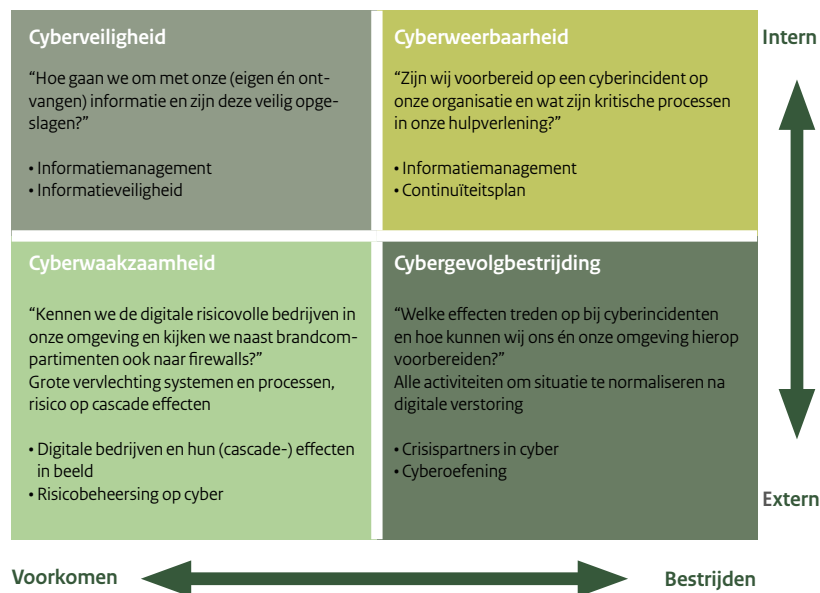 Cyberveiligheid
“Hoe gaan we om met onze (eigen én ont-
vangen) informatie en zijn deze veilig opge-
slagen?”
• Informatiemanagement
• Informatieveiligheid
Cyberweerbaarheid
“Zijn wij voorbereid op een cyberincident op
onze organisatie en wat zijn kritische processen
in onze hulpverlening?”
• Informatiemanagement
• Continuïteitsplan
Intern
Cyberwaakzaamheid
“Kennen we de digitale risicovolle bedrijven in
onze omgeving en kijken we naast brandcom-
partimenten ook naar firewalls?”
Grote vervlechting systemen en processen,
risico op cascade effecten
• Digitale bedrijven en hun (cascade-) effecten
in beeld
• Risicobeheersing op cyber
Cybergevolgbestrijding
“Welke effecten treden op bij cyberincidenten
en hoe kunnen wij ons én onze omgeving hierop
voorbereiden?”
Alle activiteiten om situatie te normaliseren na
digitale verstoring
• Crisispartners in cyber
• Cyberoefening
Extern
Voorkomen
Bestrijden